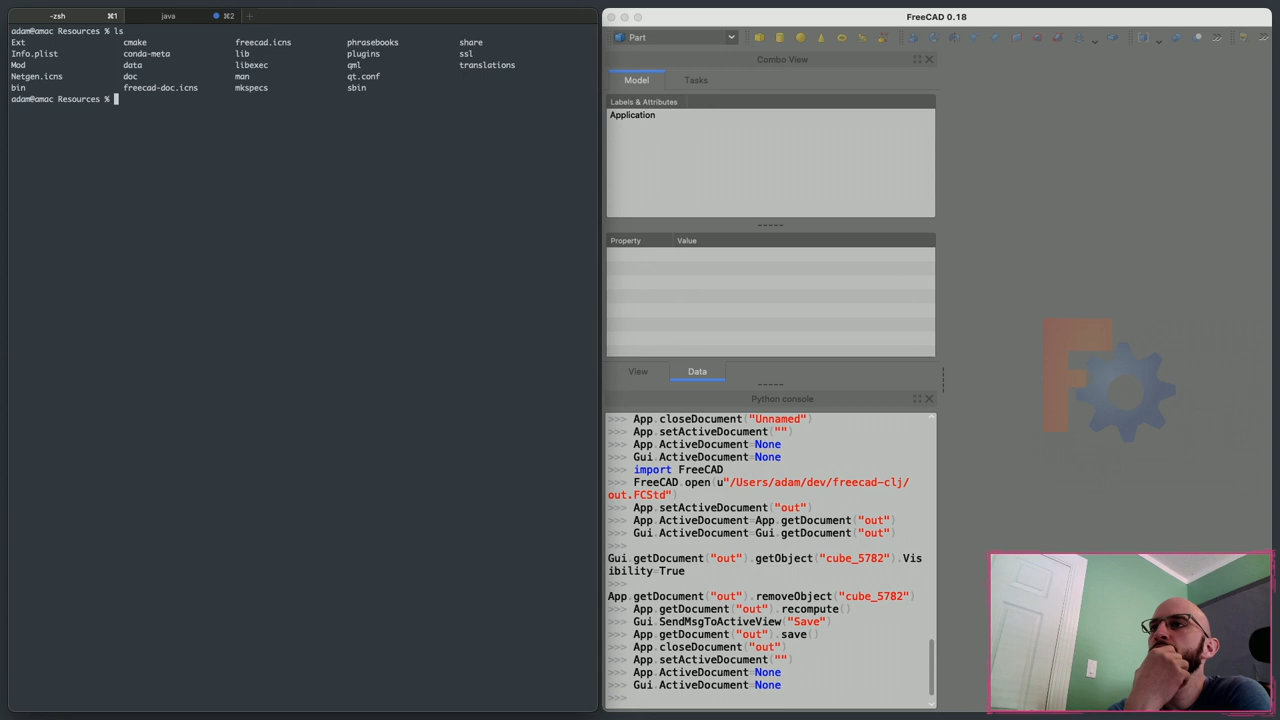 -zsh ⌘1 java ⌘2 +
adam@amac Resources % ls
Ext cmake freecad.icns phrasebooks share
Info.plist conda-meta lib plugins ssl
Mod data libexec qml translations
Netgen.icns doc man qt.conf
bin freecad-doc.icns mkspecs sbin
adam@amac Resources %
FreeCAD 0.18
Part
Combo View
Model Tasks
Labels & Attributes
Application
Property Value
View Data
Python console
>>> App.closeDocument("Unnamed")
>>> App.setActiveDocument("")
>>> App.ActiveDocument=None
>>> Gui.ActiveDocument=None
>>> import FreeCAD
>>> FreeCAD.open(u"/Users/adam/dev/freecad-clj/
out.FCStd")
>>> App.setActiveDocument("out")
>>> App.ActiveDocument=App.getDocument("out")
>>> Gui.ActiveDocument=Gui.getDocument("out")
>>>
Gui.getDocument("out").getObject("cube_5782").Vis
ibility=True
>>>
App.getDocument("out").removeObject("cube_5782")
>>> App.getDocument("out").recompute()
>>> Gui.SendMsgToActiveView("Save")
>>> App.getDocument("out").save()
>>> App.closeDocument("out")
>>> App.setActiveDocument("")
>>> App.ActiveDocument=None
>>> Gui.ActiveDocument=None
>>>